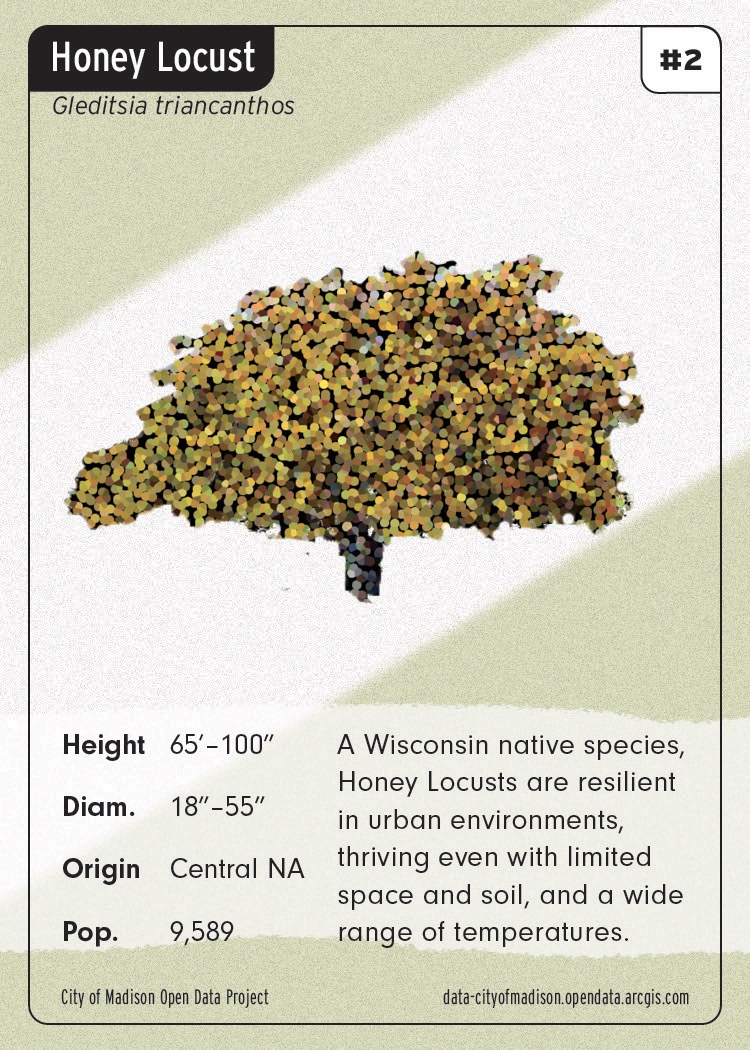 Honey Locust
#2
Gleditsia triancanthos
Height 65′–100″
Diam. 18″–55″
Origin Central NA
Pop. 9,589
A Wisconsin native species,
Honey Locusts are resilient
in urban environments,
thriving even with limited
space and soil, and a wide
range of temperatures.
City of Madison Open Data Project
data-cityofmadison.opendata.arcgis.com